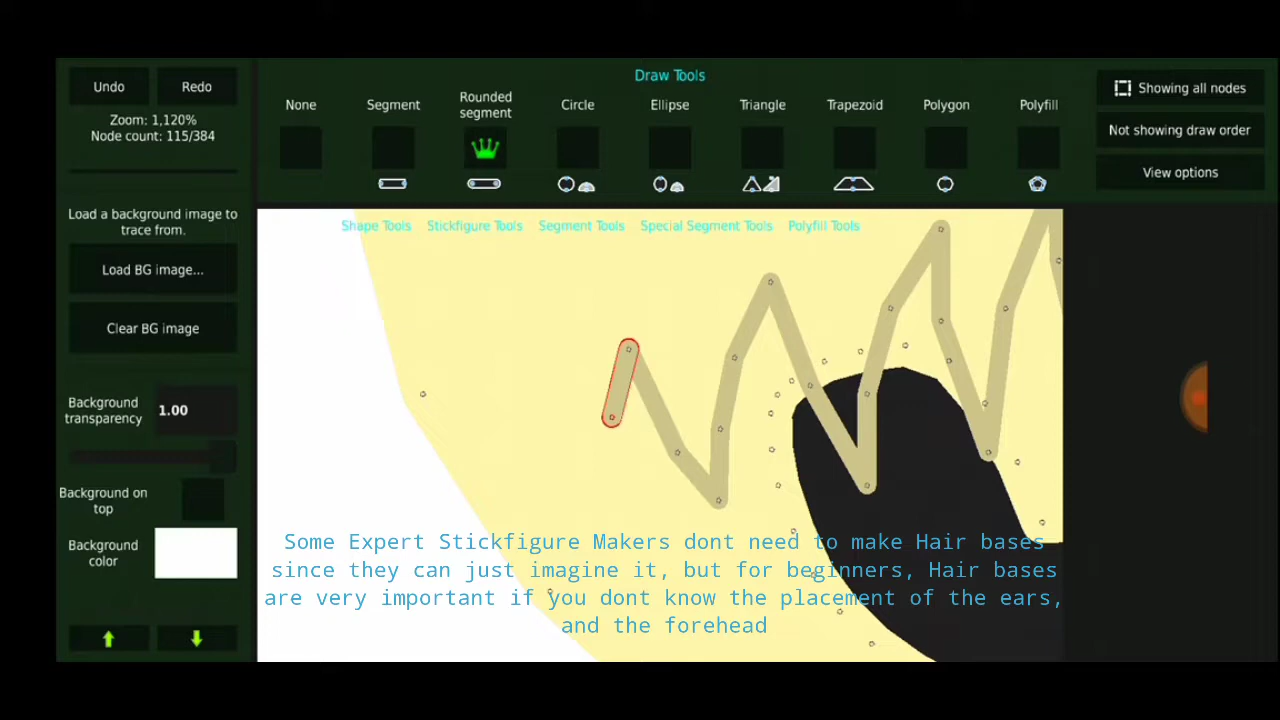 Undo
Redo
Zoom: 1,120%
Node count: 115/384
Load a background image to
trace from.
Load BG image...
Clear BG image
Background
transparency
1.00
Background on
top
Background
color
Draw Tools
None
Segment
Rounded
segment
Circle
Ellipse
Triangle
Trapezoid
Polygon
Polyfill
Showing all nodes
Not showing draw order
View options
Shape Tools
Stickfigure Tools
Segment Tools
Special Segment Tools
Polyfill Tools
Some Expert Stickfigure Makers dont need to make Hair bases
since they can just imagine it, but for beginners, Hair bases
are very important if you dont know the placement of the ears,
and the forehead